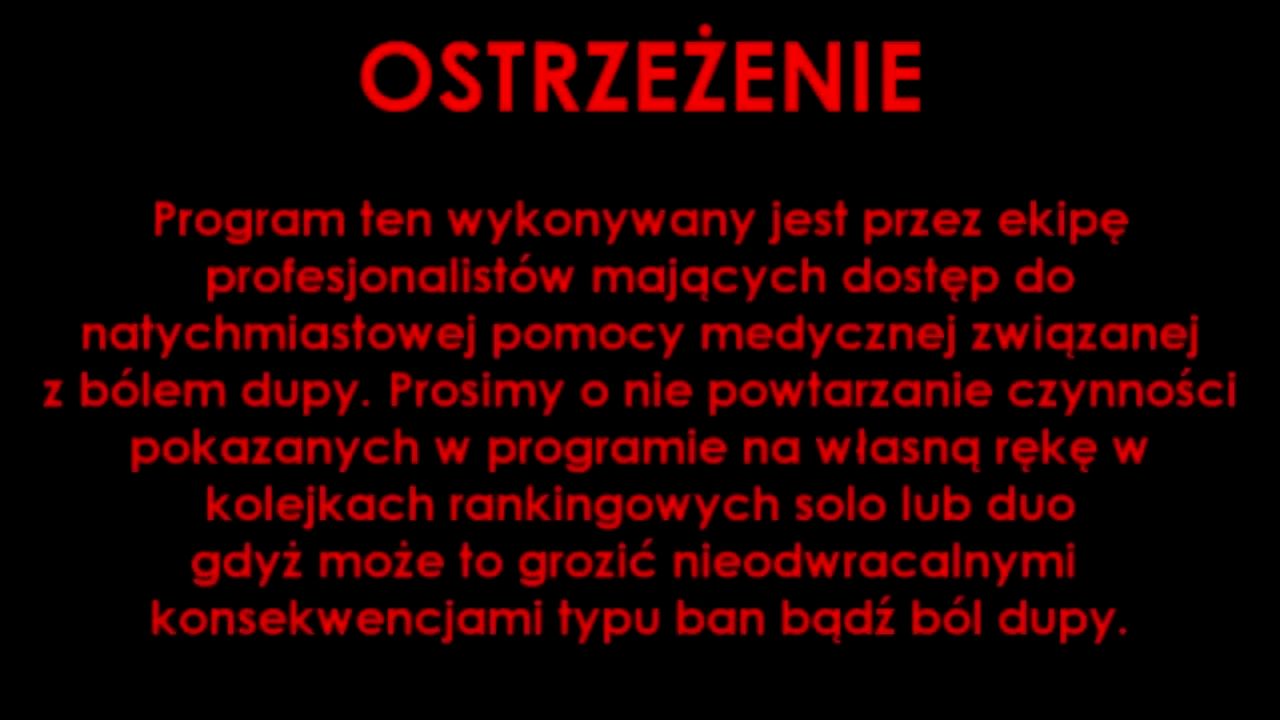 OSTRZEŻENIE
Program ten wykonywany jest przez ekipę
profesjonalistów mających dostęp do
natychmiastowej pomocy medycznej związanej
z bólem dupy. Prosimy o nie powtarzanie czynności
pokazanych w programie na własną rękę w
kolejkach rankingowych solo lub duo
gdyż może to grozić nieodwracalnymi
konsekwencjami typu ban bądź ból dupy.